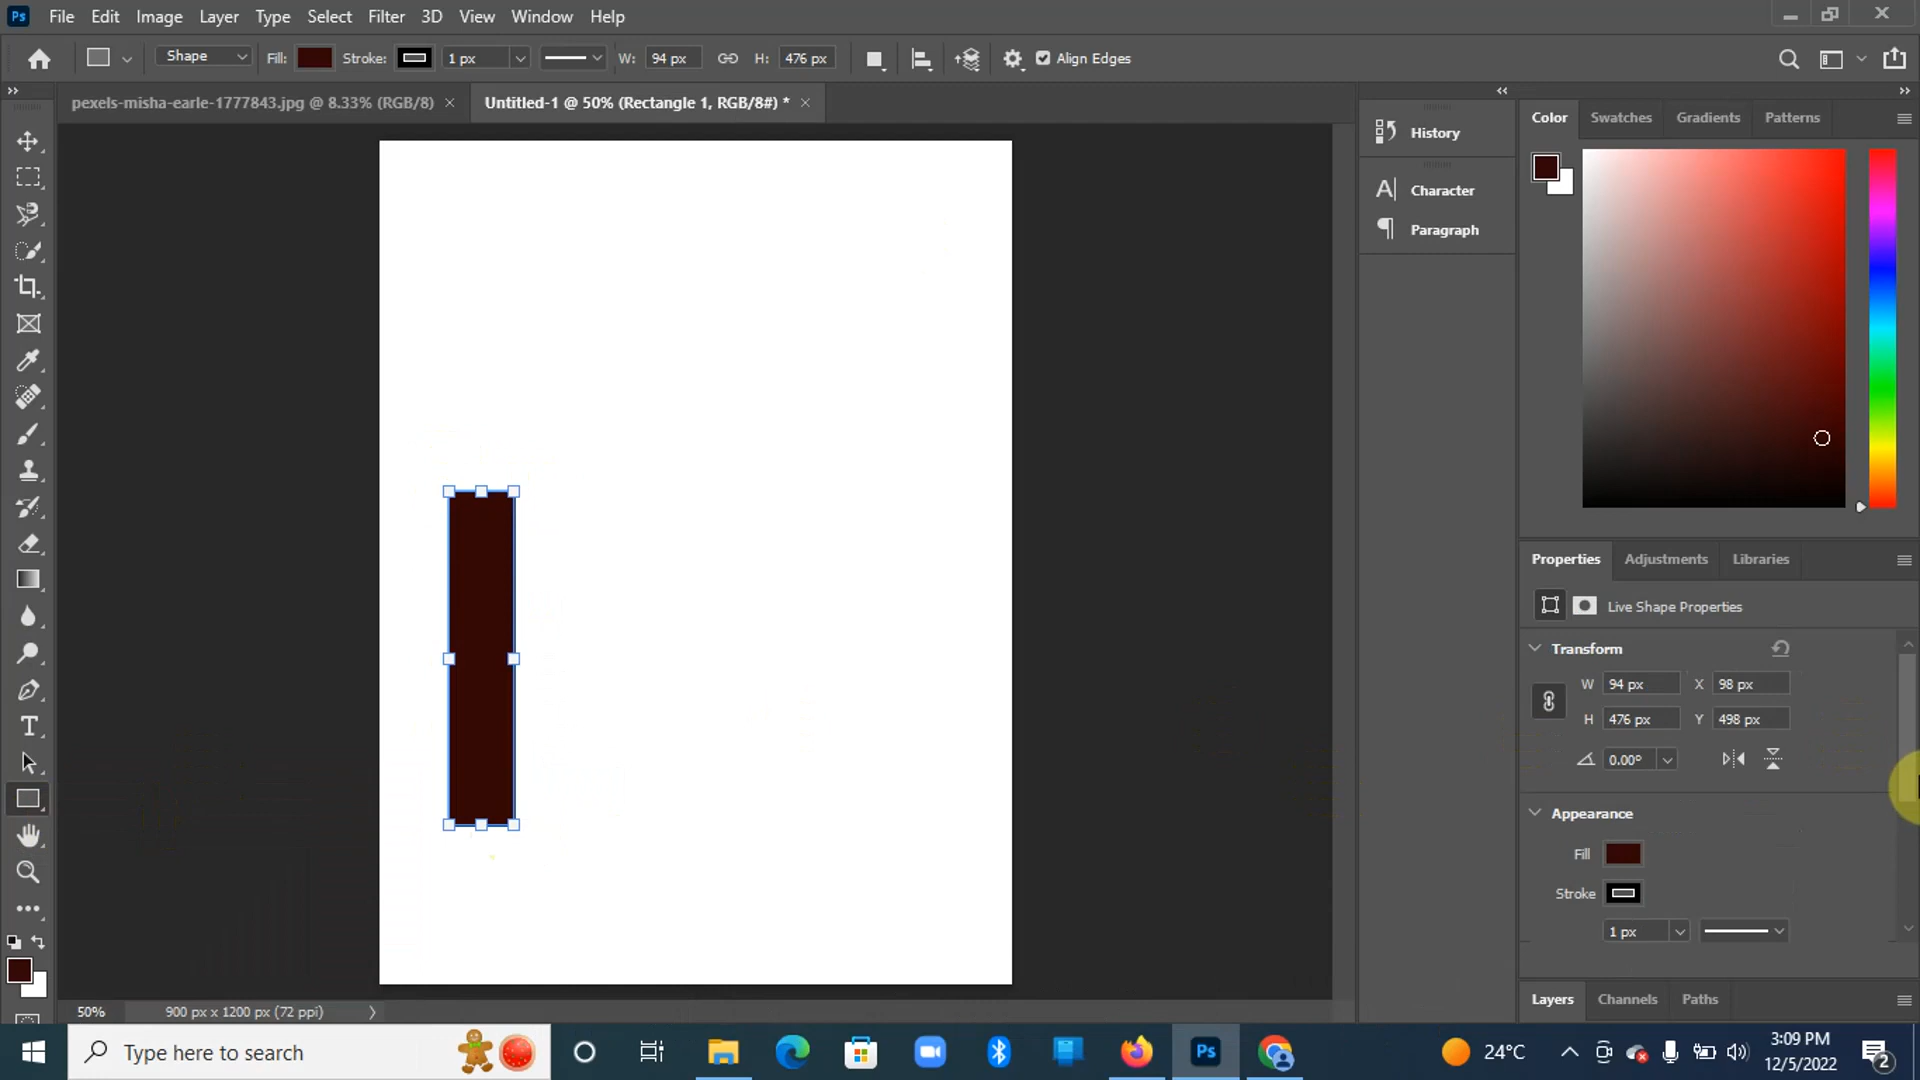 Ps File Edit Image Layer Type Select Filter 3D View Window Help
Shape Fill: Stroke: 1 px W: 94 px H: 476 px Align Edges
pexels-misha-earle-1777843.jpg @ 8.33% (RGB/8) Untitled-1 @ 50% (Rectangle 1, RGB/8#) *
Color Swatches Gradients Patterns
History
Character
Paragraph
Properties Adjustments Libraries
Live Shape Properties
Transform
W 94 px X 98 px
H 476 px Y 498 px
0.00°
Appearance
Fill
Stroke
1 px
Layers Channels Paths
50% 900 px x 1200 px (72 ppi)
Type here to search
Ps
24°C
3:09 PM
12/5/2022
2